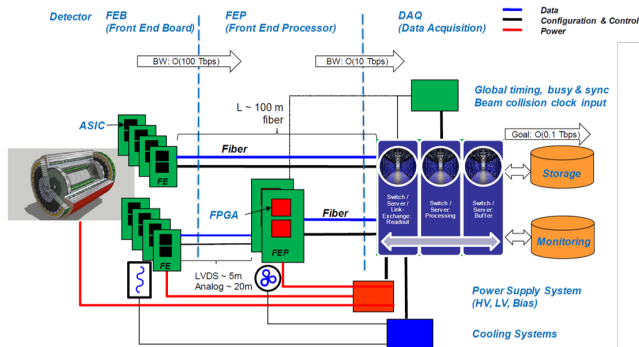 Detector
FEB
(Front End Board)
FEP
(Front End Processor)
DAQ
(Data Acquisition)
Data
Configuration & Control
Power
BW: O(100 Tbps)
BW: O(10 Tbps)
Global timing, busy & sync
Beam collision clock input
L ~ 100 m
fiber
ASIC
Goal: O(0.1 Tbps)
Fiber
FE
Storage
Switch /
Server /
Link-
Exchange:
Readout
Switch /
Server:
Processing
Switch /
Server:
Buffer
FPGA
Fiber
FE
FEP
Monitoring
LVDS ~ 5m
Analog ~ 20m
Power Supply System
(HV, LV, Bias)
Cooling Systems